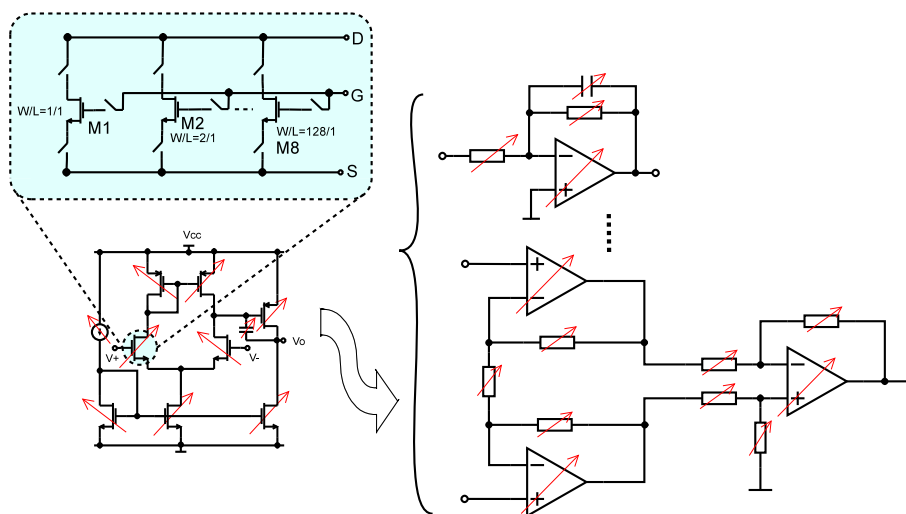 D
G
W/L=1/1
M1
M2
W/L=2/1
W/L=128/1
M8
S
Vcc
V+
V-
Vo